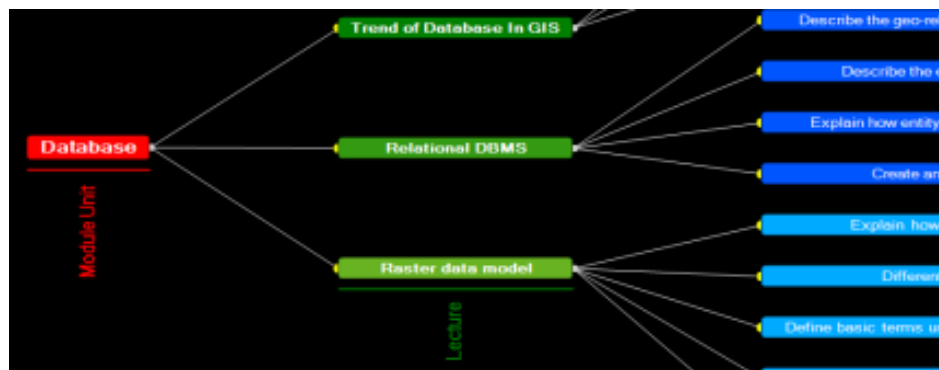 Trend of Database In GIS
Describe the geo-re
Describe the
Database
Relational DBMS
Explain how entity
Create an
Module Unit
Raster data model
Explain how
Different
Define basic terms u
Lecture